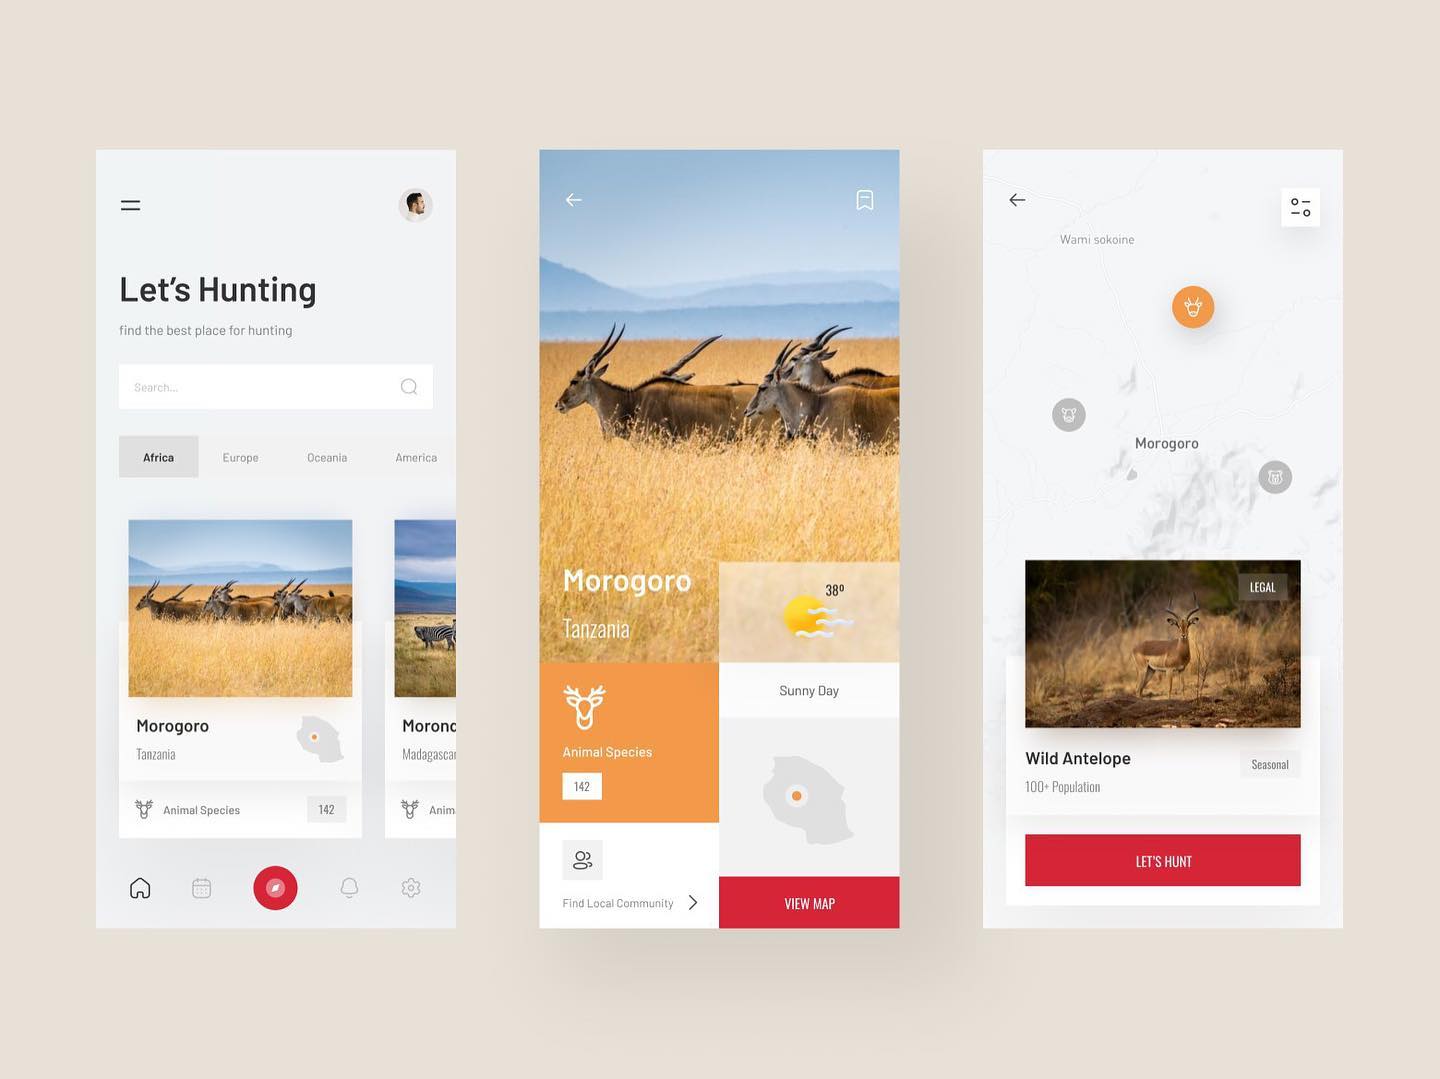 Let's Hunting
find the best place for hunting
Search...
Africa
Europe
Oceania
America
Morogoro
Tanzania
Animal Species
142
Moronc
Madagascar
Anim
Morogoro
Tanzania
38º
Sunny Day
Animal Species
142
Find Local Community
VIEW MAP
Wami sokoine
Morogoro
LEGAL
Wild Antelope
100+ Population
Seasonal
LET'S HUNT